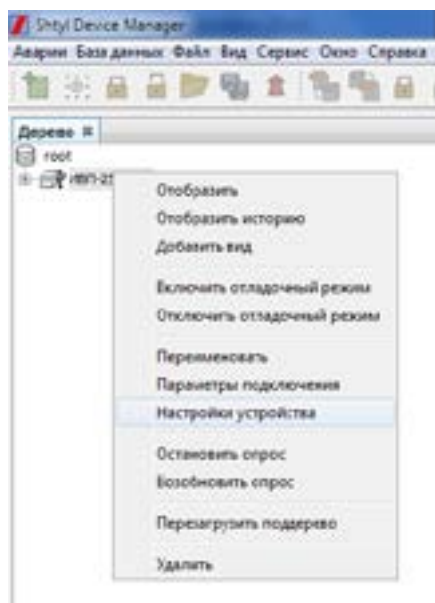 Shtyl Device Manager
Аварии База данных Файл Вид Сервис Окно Справка
Дерево
root
Отобразить
Отобразить историю
Добавить вид
Включить отладочный режим
Отключить отладочный режим
Переименовать
Параметры подключения
Настройки устройства
Остановить опрос
Возобновить опрос
Перезагрузить поддерево
Удалить